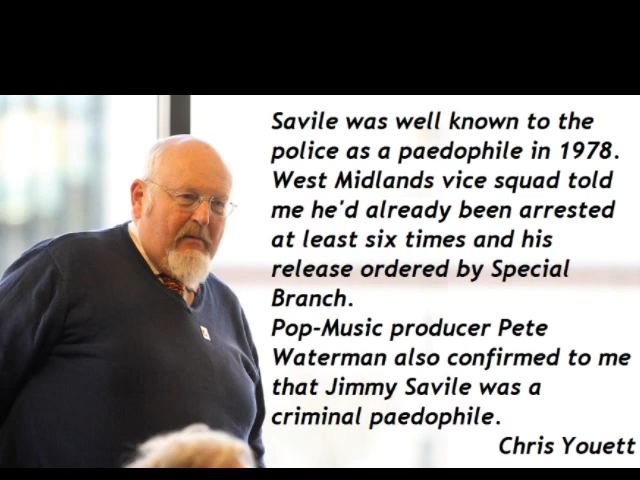 Savile was well known to the
police as a paedophile in 1978.
West Midlands vice squad told
me he'd already been arrested
at least six times and his
release ordered by Special
Branch.
Pop-Music producer Pete
Waterman also confirmed to me
that Jimmy Savile was a
criminal paedophile.
Chris Youett